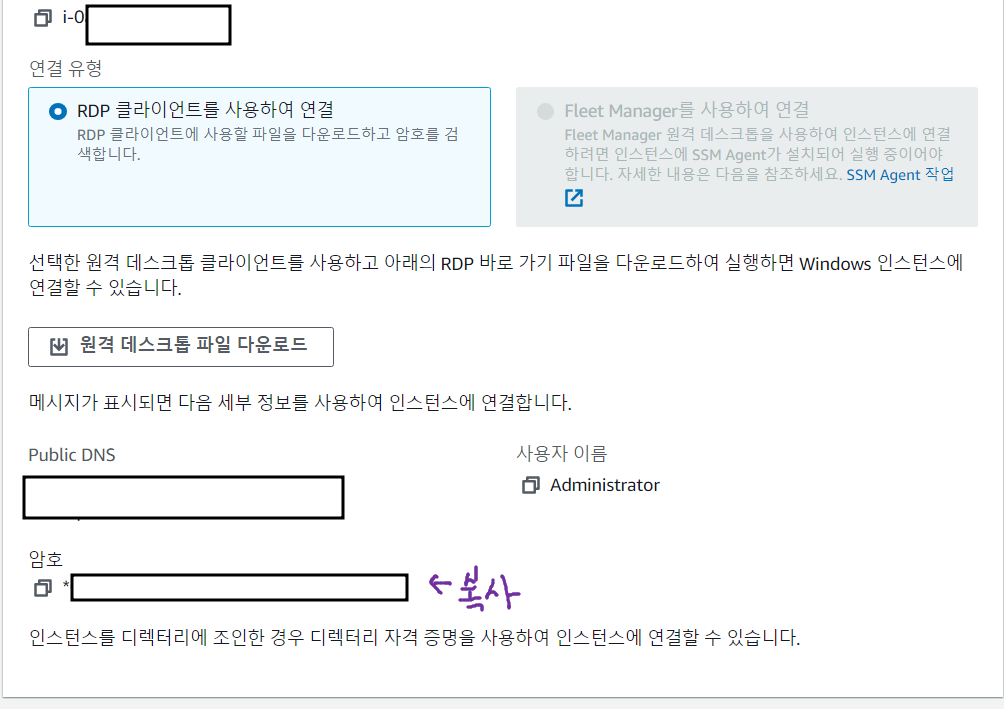 i-0
연결 유형
RDP 클라이언트를 사용하여 연결
RDP 클라이언트에 사용할 파일을 다운로드하고 암호를 검
색합니다.
Fleet Manager를 사용하여 연결
Fleet Manager 원격 데스크톱을 사용하여 인스턴스에 연결
하려면 인스턴스에 SSM Agent가 설치되어 실행 중이어야
합니다. 자세한 내용은 다음을 참조하세요. SSM Agent 작업
선택한 원격 데스크톱 클라이언트를 사용하고 아래의 RDP 바로 가기 파일을 다운로드하여 실행하면 Windows 인스턴스에
연결할 수 있습니다.
원격 데스크톱 파일 다운로드
메시지가 표시되면 다음 세부 정보를 사용하여 인스턴스에 연결합니다.
Public DNS
사용자 이름
Administrator
암호
*
←복사
인스턴스를 디렉터리에 조인한 경우 디렉터리 자격 증명을 사용하여 인스턴스에 연결할 수 있습니다.